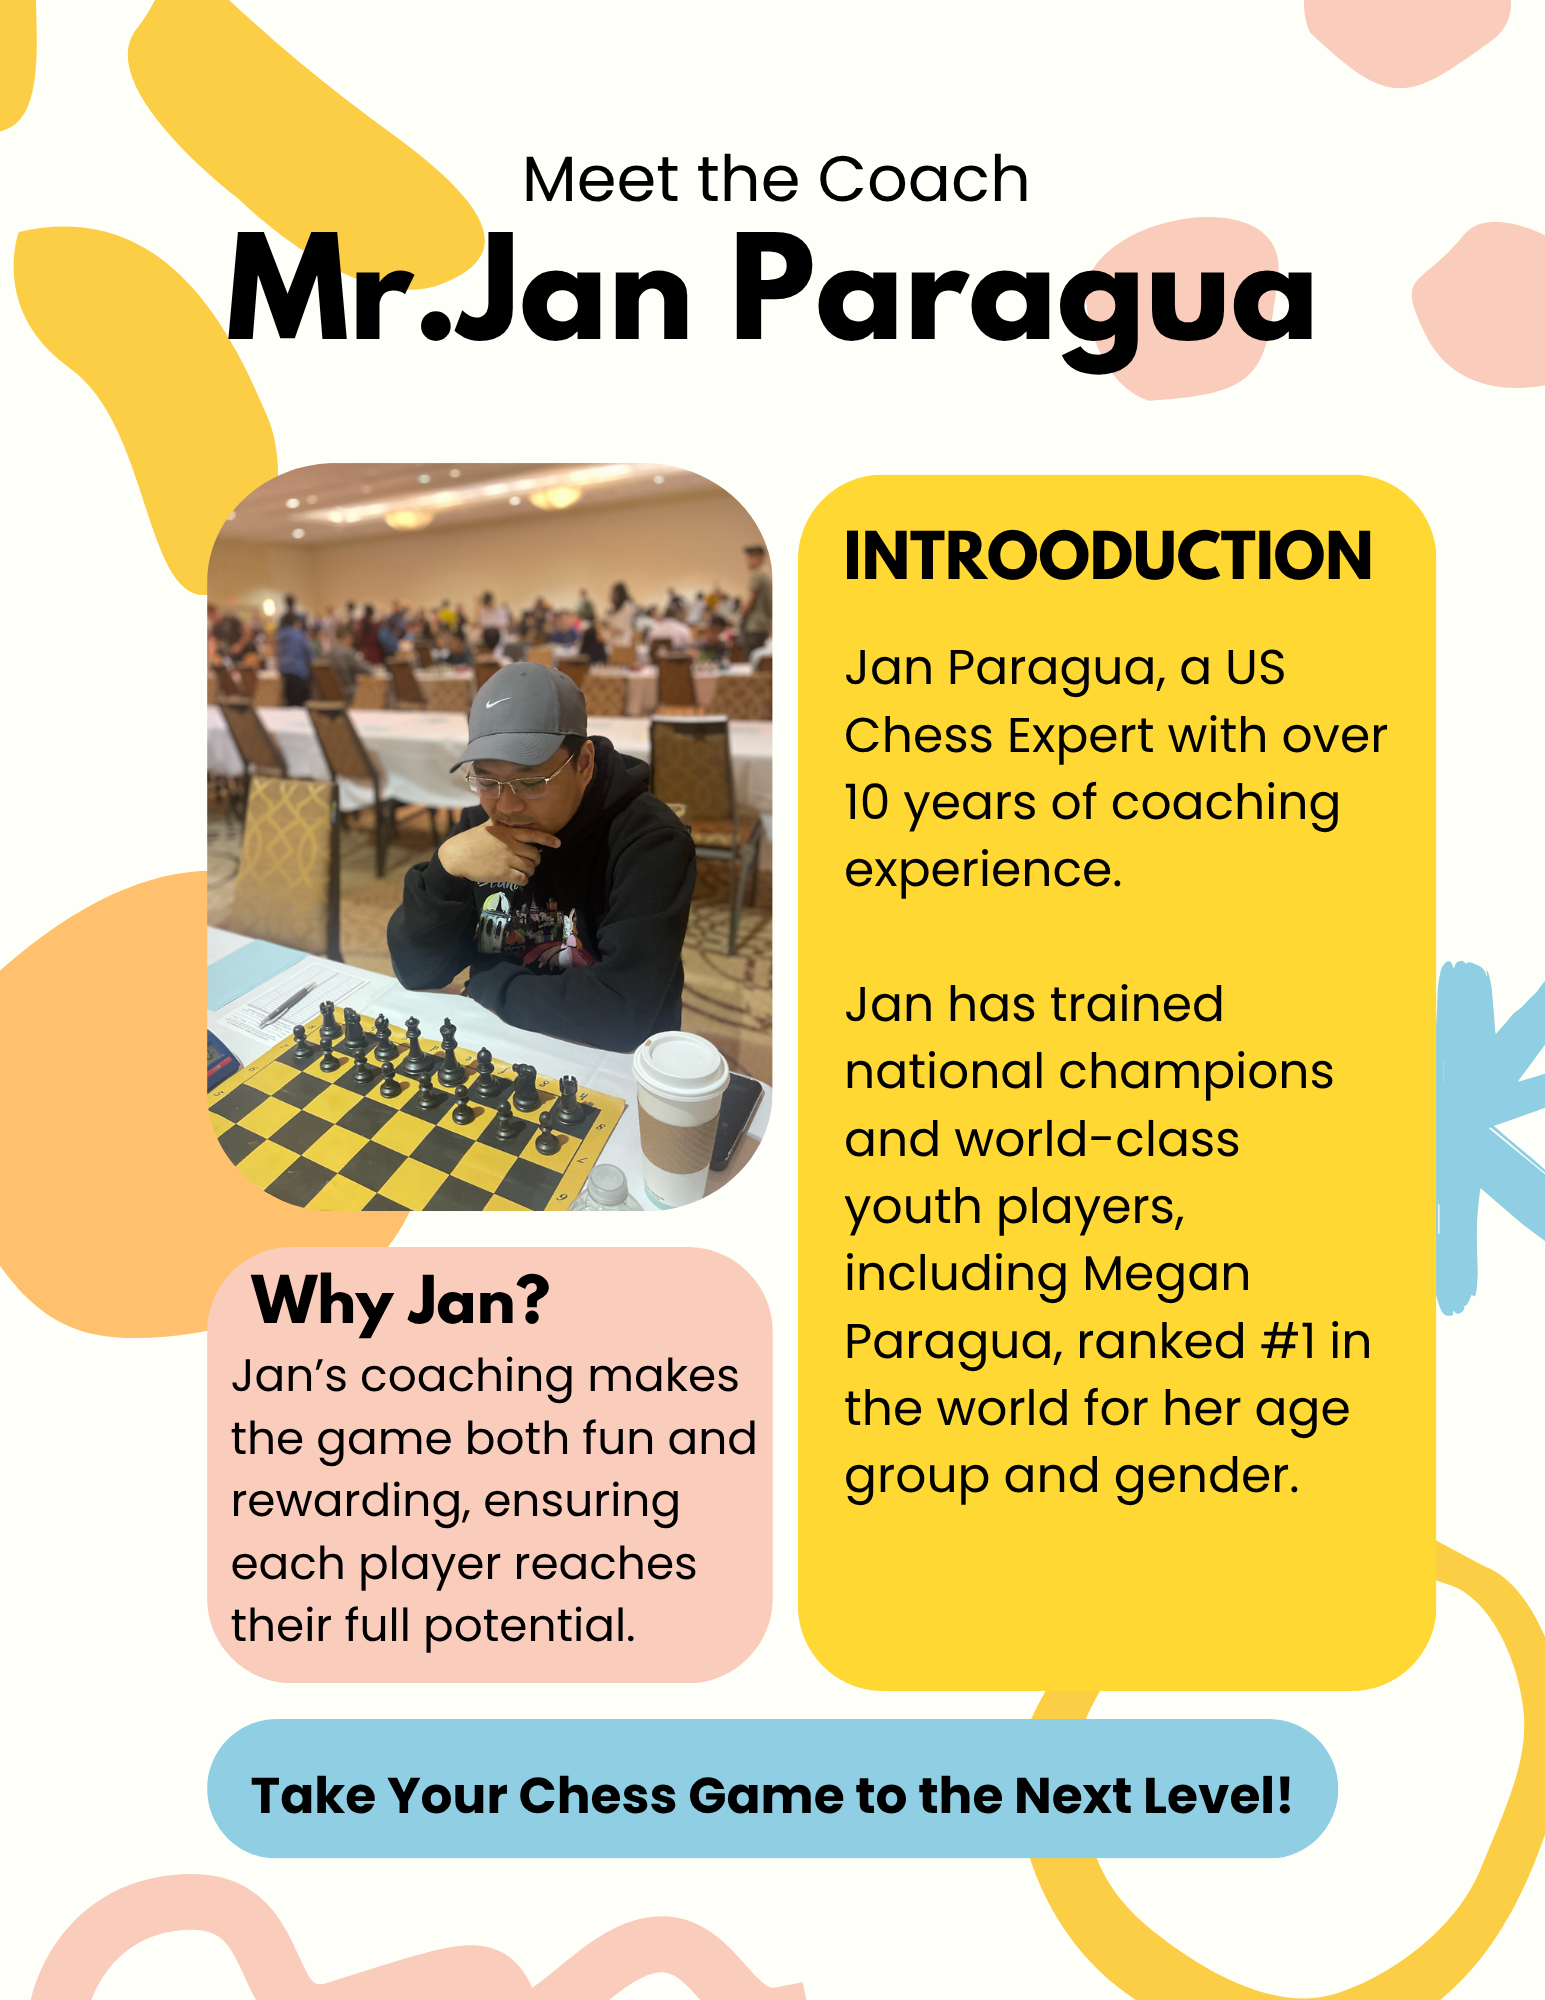 Meet the Coach
Mr.Jan Paragua
INTROODUCTION
Jan Paragua, a US
Chess Expert with over
10 years of coaching
experience.
Jan has trained
national champions
and world-class
youth players,
including Megan
Paragua, ranked #1 in
the world for her age
group and gender.
Why Jan?
Jan’s coaching makes
the game both fun and
rewarding, ensuring
each player reaches
their full potential.
Take Your Chess Game to the Next Level!